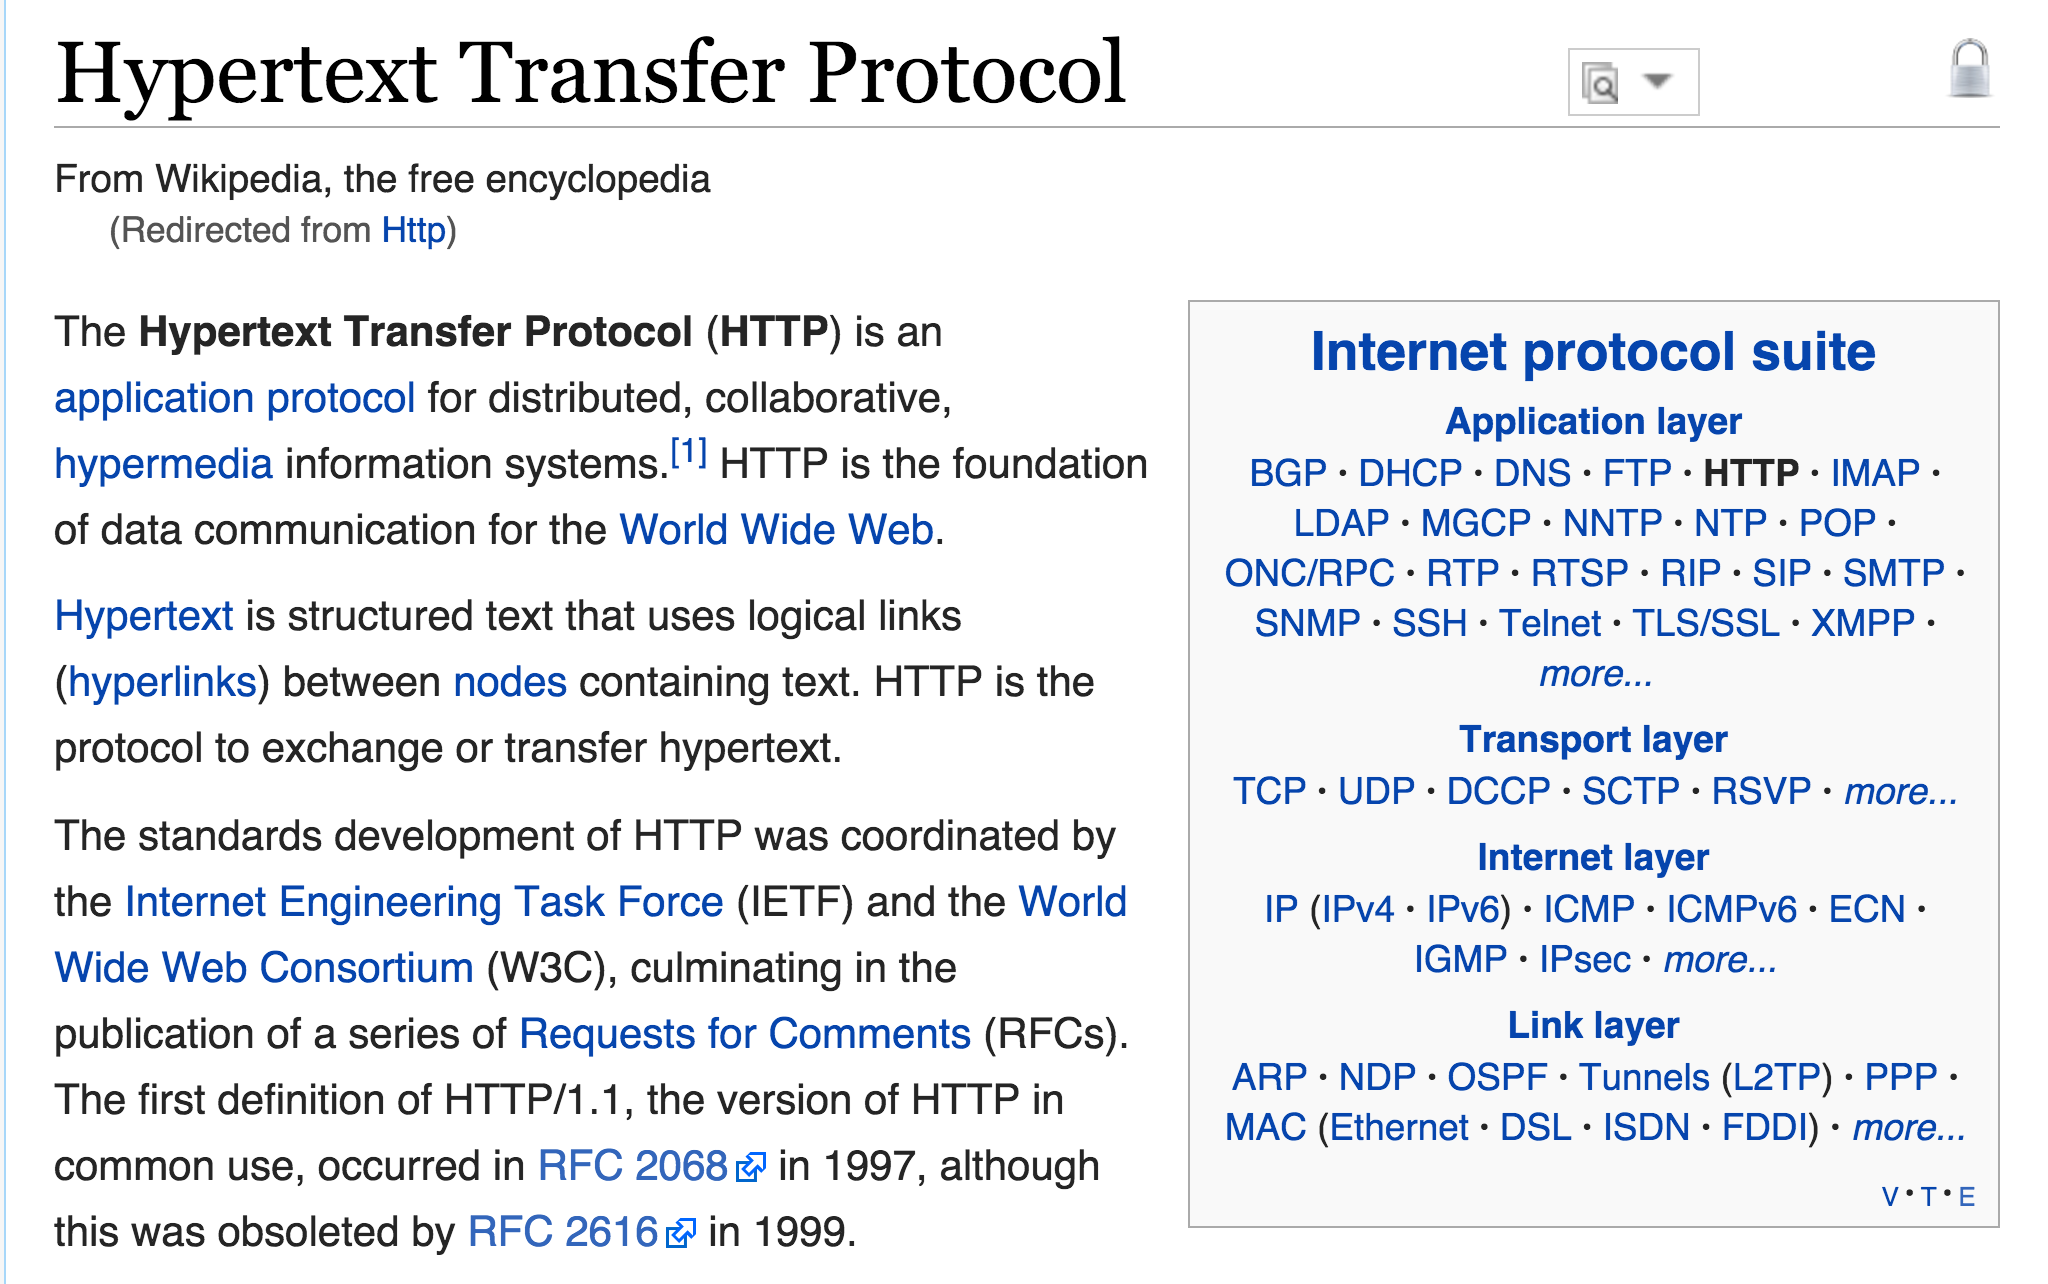 Hypertext Transfer Protocol
From Wikipedia, the free encyclopedia
(Redirected from Http)
The Hypertext Transfer Protocol (HTTP) is an
application protocol for distributed, collaborative,
hypermedia information systems.[1] HTTP is the foundation
of data communication for the World Wide Web.
Hypertext is structured text that uses logical links
(hyperlinks) between nodes containing text. HTTP is the
protocol to exchange or transfer hypertext.
The standards development of HTTP was coordinated by
the Internet Engineering Task Force (IETF) and the World
Wide Web Consortium (W3C), culminating in the
publication of a series of Requests for Comments (RFCs).
The first definition of HTTP/1.1, the version of HTTP in
common use, occurred in RFC 2068 in 1997, although
this was obsoleted by RFC 2616 in 1999.
Internet protocol suite
Application layer
BGP · DHCP · DNS · FTP · HTTP · IMAP ·
LDAP · MGCP · NNTP · NTP · POP ·
ONC/RPC · RTP · RTSP · RIP · SIP · SMTP ·
SNMP · SSH · Telnet · TLS/SSL · XMPP ·
more...
Transport layer
TCP · UDP · DCCP · SCTP · RSVP · more...
Internet layer
IP (IPv4 · IPv6) · ICMP · ICMPv6 · ECN ·
IGMP · IPsec · more...
Link layer
ARP · NDP · OSPF · Tunnels (L2TP) · PPP ·
MAC (Ethernet · DSL · ISDN · FDDI) · more...
V · T · E